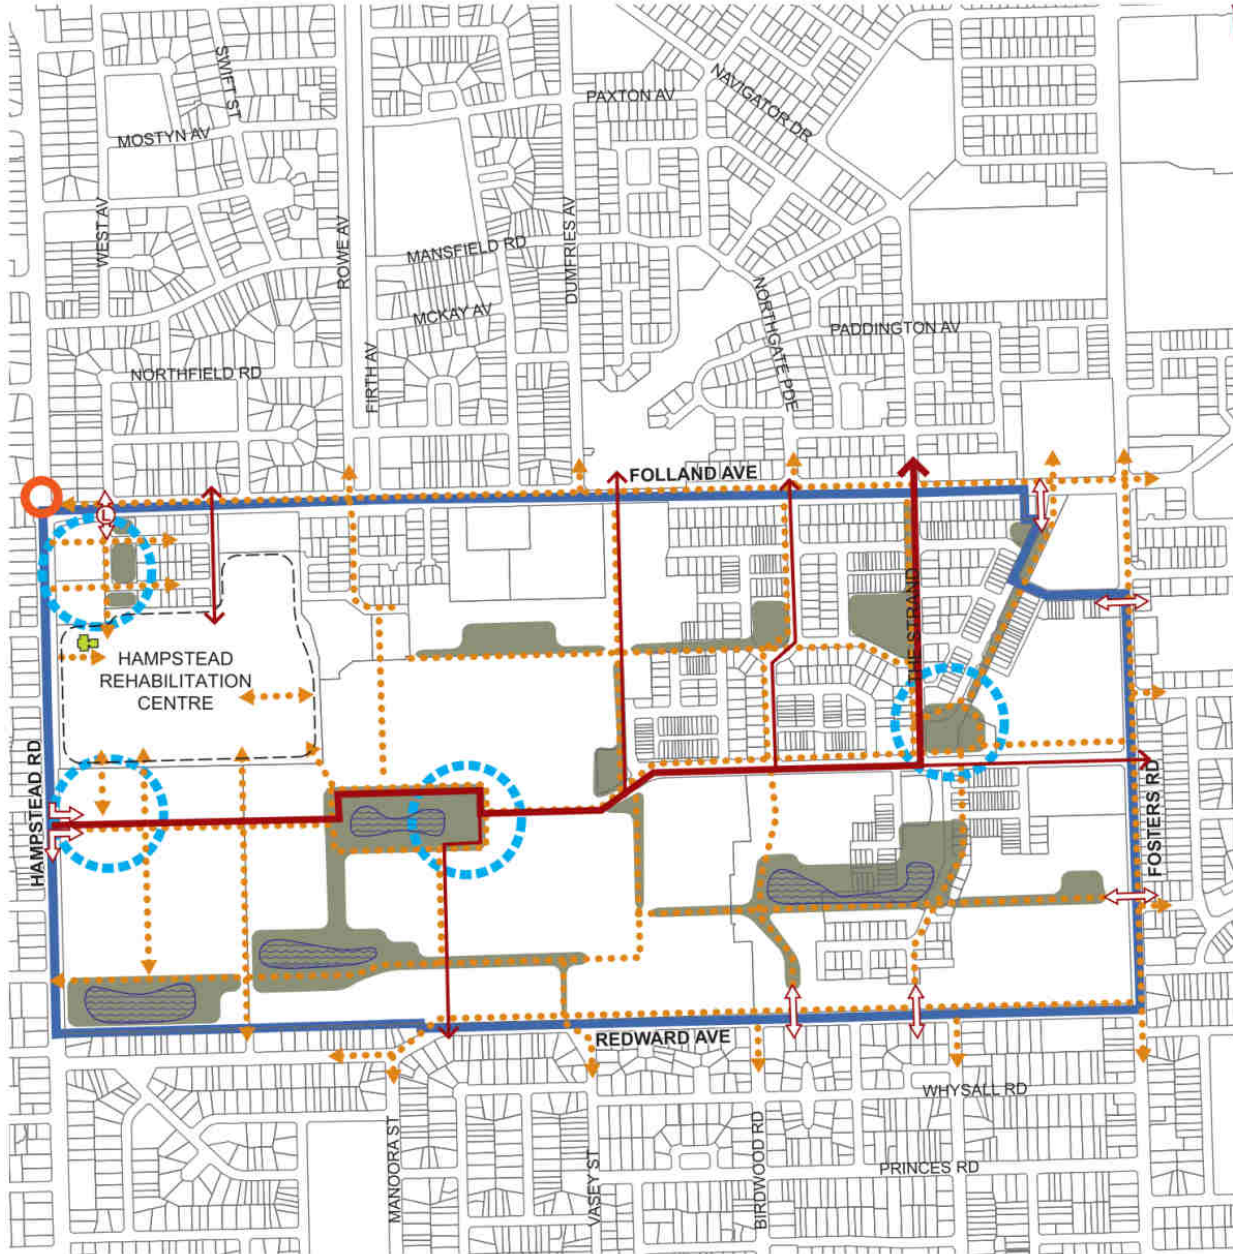 SWIFT ST
PAXTON AV
NAVIGATOR DR
MOSTYN AV
WEST AV
ROWE AV
MANSFIELD RD
DUMFRIES AV
MCKAY AV
NORTHGATE PDE
PADDINGTON AV
NORTHFIELD RD
FIRTH AV
FOLLAND AVE
L
THE STRAND
HAMPSTEAD
REHABILITATION
CENTRE
HAMPSTEAD RD
FOSTERS RD
REDWARD AVE
WHYSALL RD
MANOORA ST
VASEY ST
BIRDWOOD RD
PRINCES RD